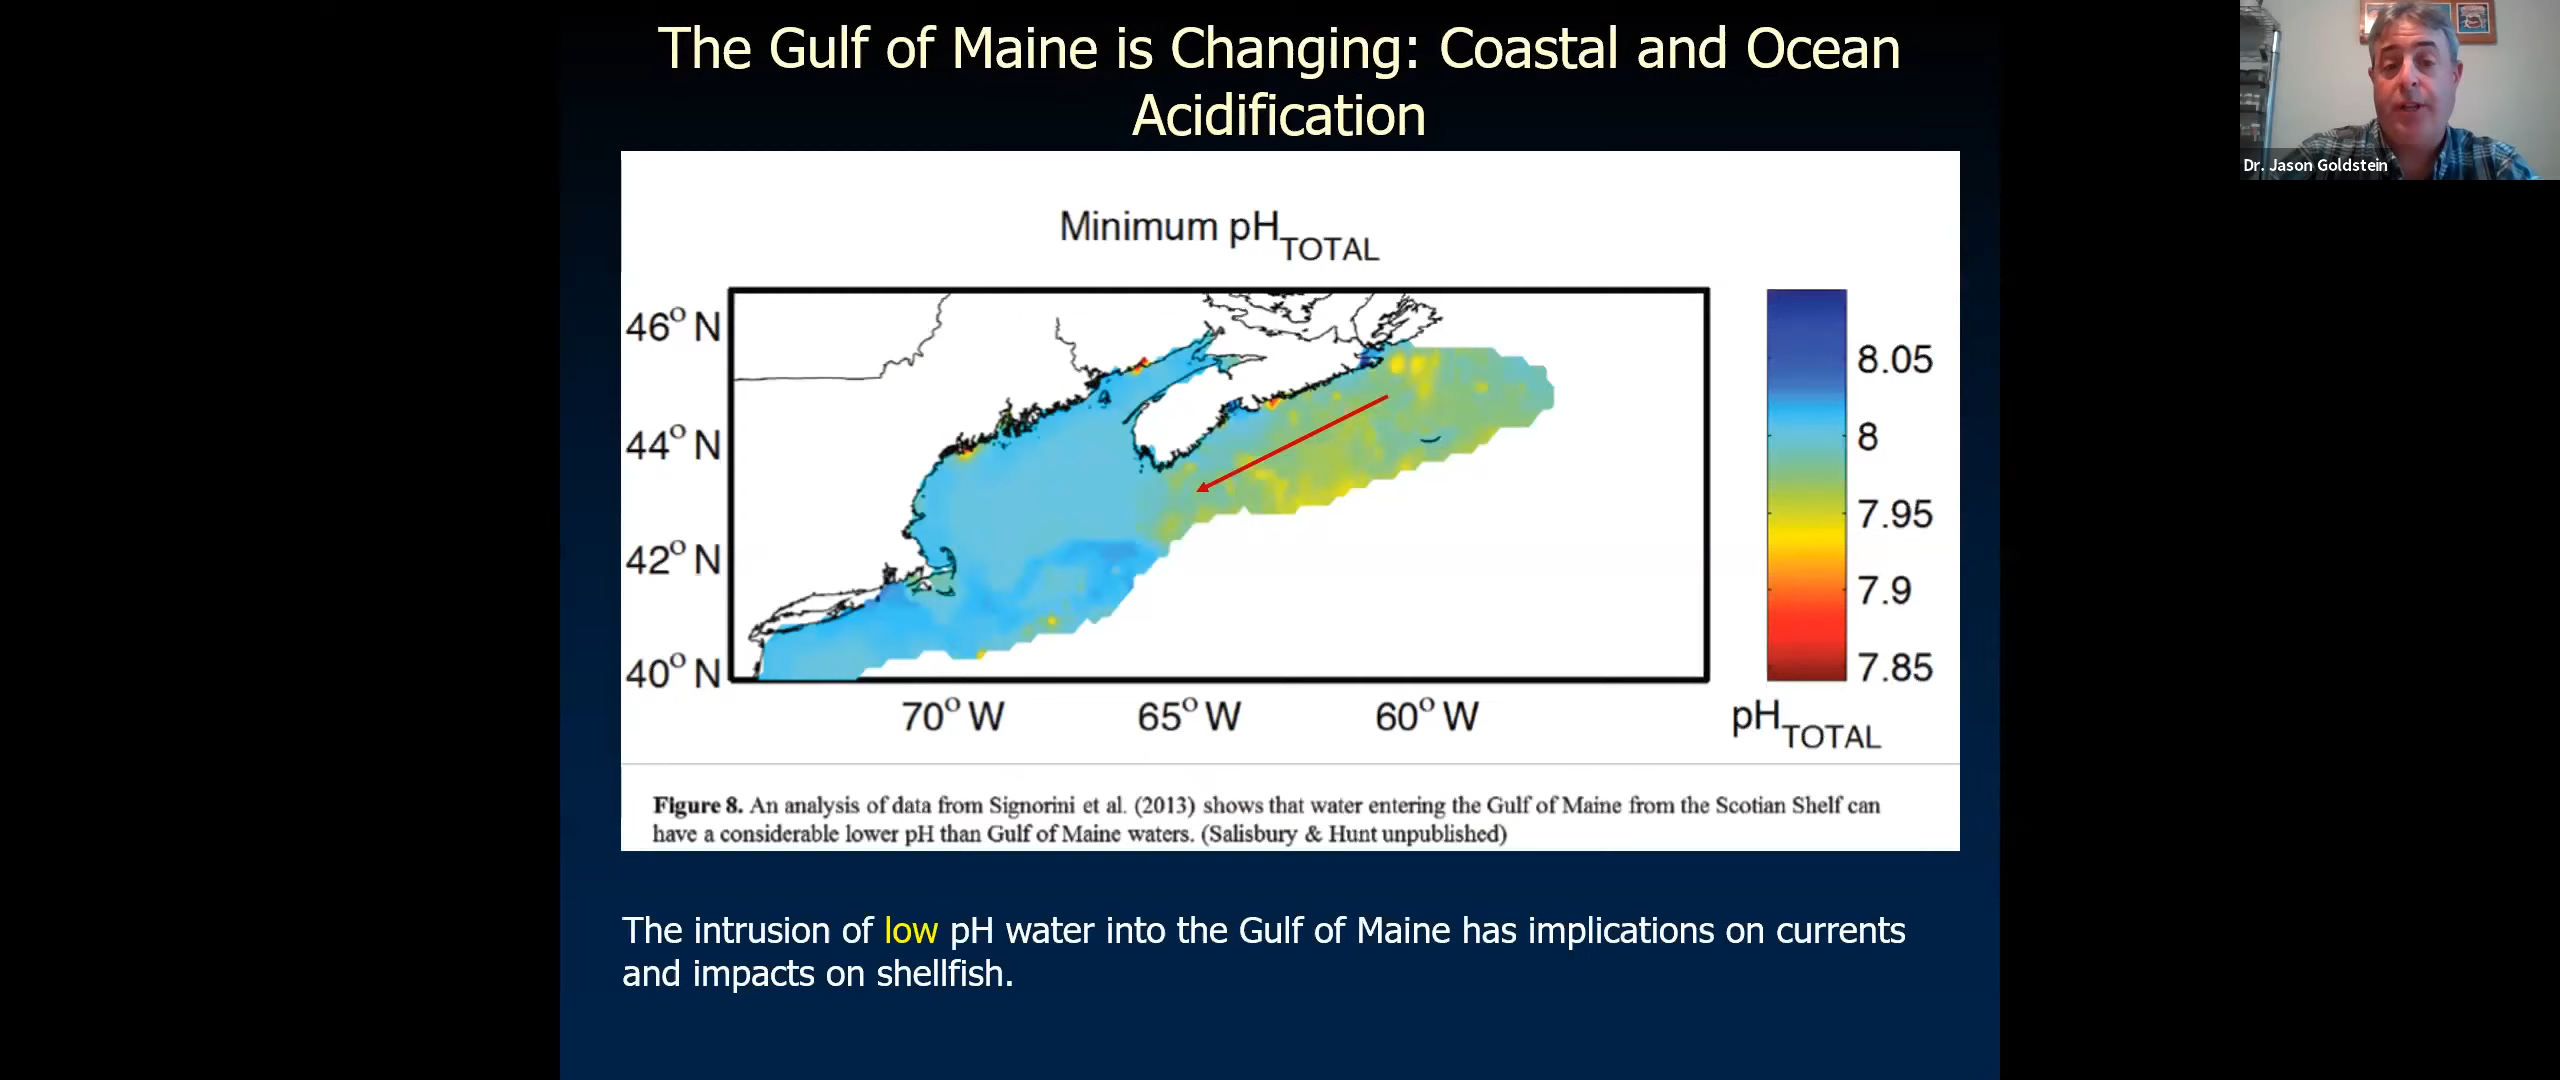 The Gulf of Maine is Changing: Coastal and Ocean
Acidification
Dr. Jason Goldstein
Minimum pH TOTAL
46° N
44° N
42° N
40° N
70° W
65° W
60° W
8.05
8
7.95
7.9
7.85
pH TOTAL
Figure 8. An analysis of data from Signorini et al. (2013) shows that water entering the Gulf of Maine from the Scotian Shelf can
have a considerable lower pH than Gulf of Maine waters. (Salisbury & Hunt unpublished)
The intrusion of low pH water into the Gulf of Maine has implications on currents
and impacts on shellfish.